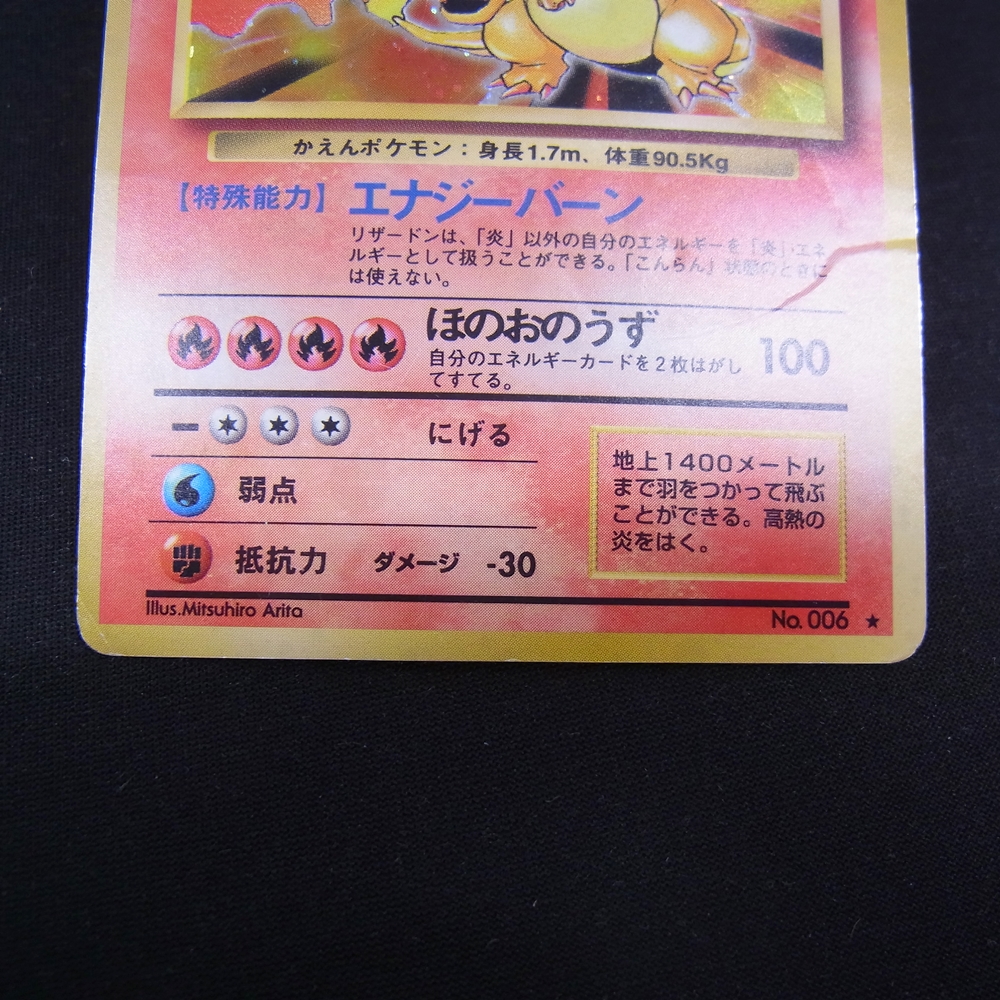 かえんポケモン：身長1.7m、体重90.5Kg
【特殊能力】 エナジーバーン
リザードンは、「炎」以外の自分のエネルギーを「炎」エネ
ルギーとして扱うことができる。「こんらん」状態のときに
は使えない。
ほのおのうず 100
自分のエネルギーカードを2枚はがし
てすてる。
にげる
弱点
抵抗力 ダメージ -30
地上1400メートル
まで羽をつかって飛ぶ
ことができる。高熱の
炎をはく。
Illus.Mitsuhiro Arita
No. 006 ★